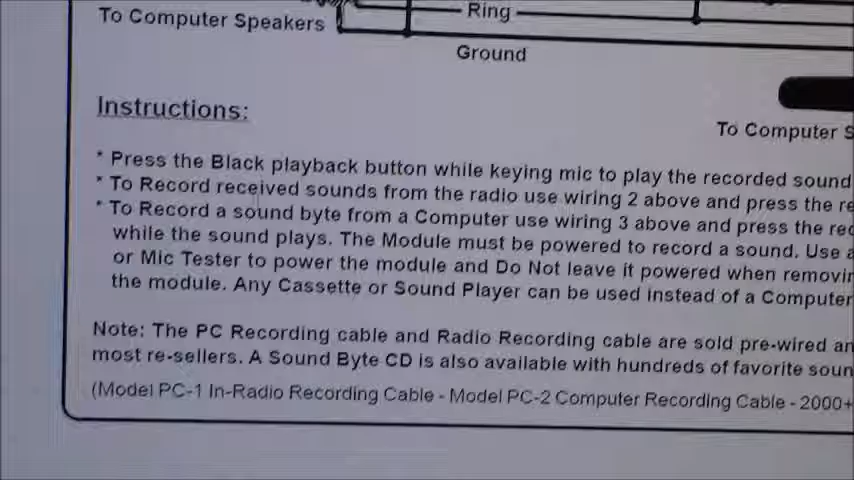 To Computer Speakers
Ring
Ground
Instructions:
To Computer S
* Press the Black playback button while keying mic to play the recorded sound
* To Record received sounds from the radio use wiring 2 above and press the re
* To Record a sound byte from a Computer use wiring 3 above and press the rec
while the sound plays. The Module must be powered to record a sound. Use a
or Mic Tester to power the module and Do Not leave it powered when removin
the module. Any Cassette or Sound Player can be used instead of a Computer
Note: The PC Recording cable and Radio Recording cable are sold pre-wired an
most re-sellers. A Sound Byte CD is also available with hundreds of favorite soun
(Model PC-1 In-Radio Recording Cable - Model PC-2 Computer Recording Cable - 2000+